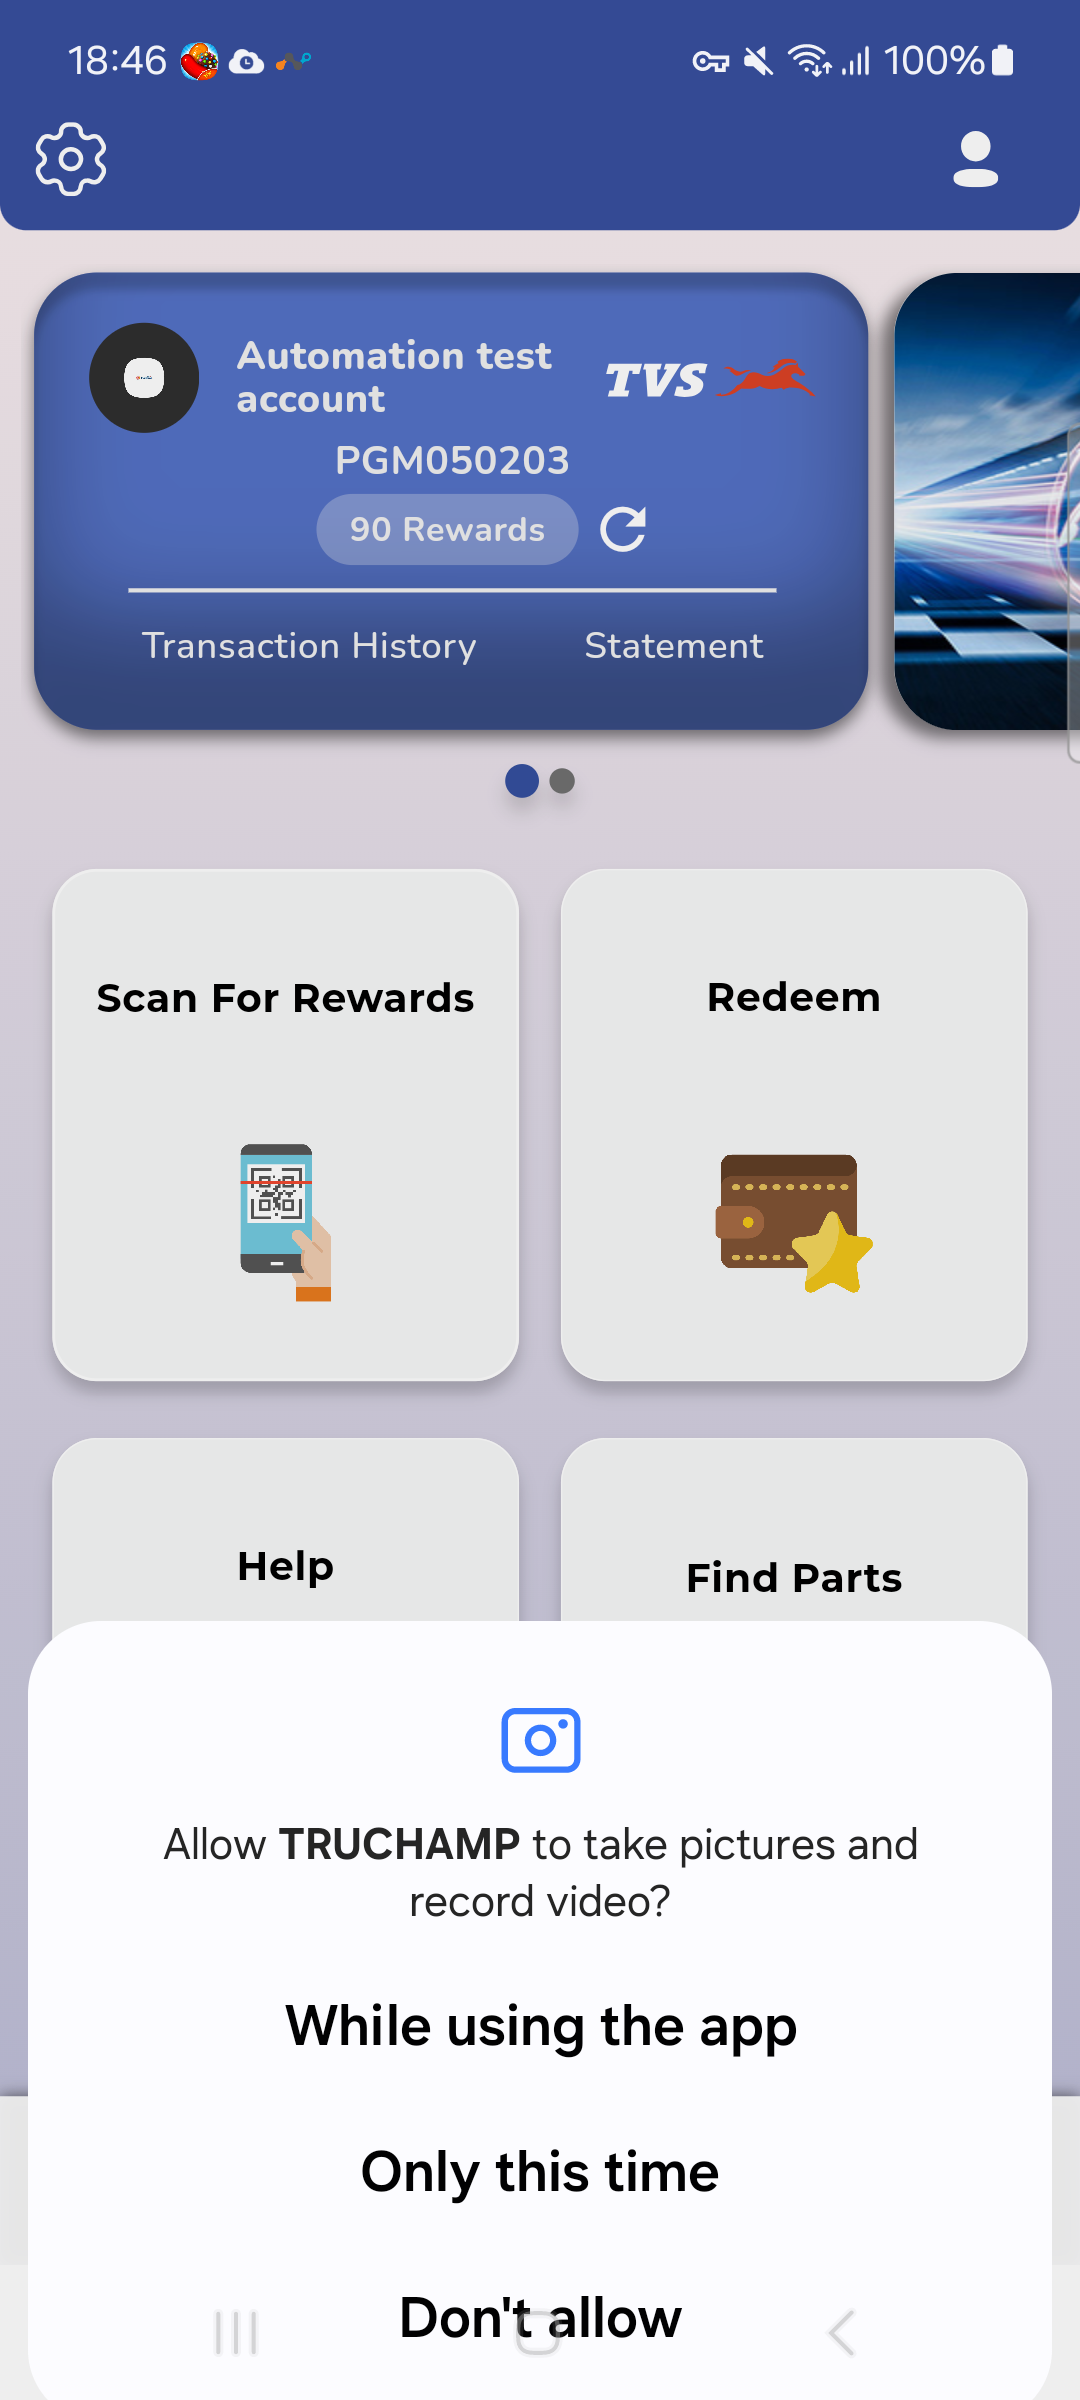 18:46
100%
Automation test
account
TVS
PGM050203
90 Rewards
Transaction History
Statement
Scan For Rewards
Redeem
Help
Find Parts
Allow TRUCHAMP to take pictures and
record video?
While using the app
Only this time
Don't allow